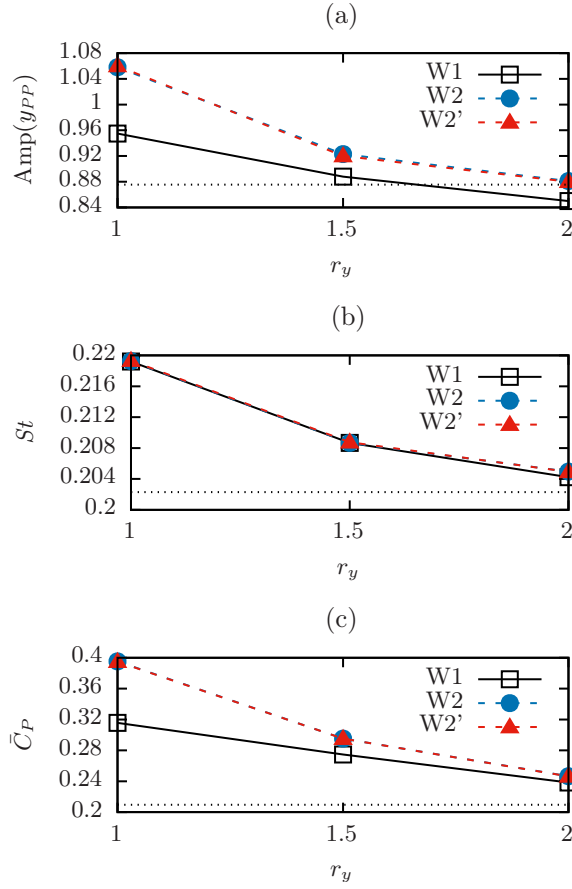 (a)
Amp(y_PP)
1.08
1.04
1
0.96
0.92
0.88
0.84
W1
W2
W2'
1 1.5 2
r_y
(b)
St
0.22
0.216
0.212
0.208
0.204
0.2
W1
W2
W2'
1 1.5 2
r_y
(c)
C̄_P
0.4
0.36
0.32
0.28
0.24
0.2
W1
W2
W2'
1 1.5 2
r_y